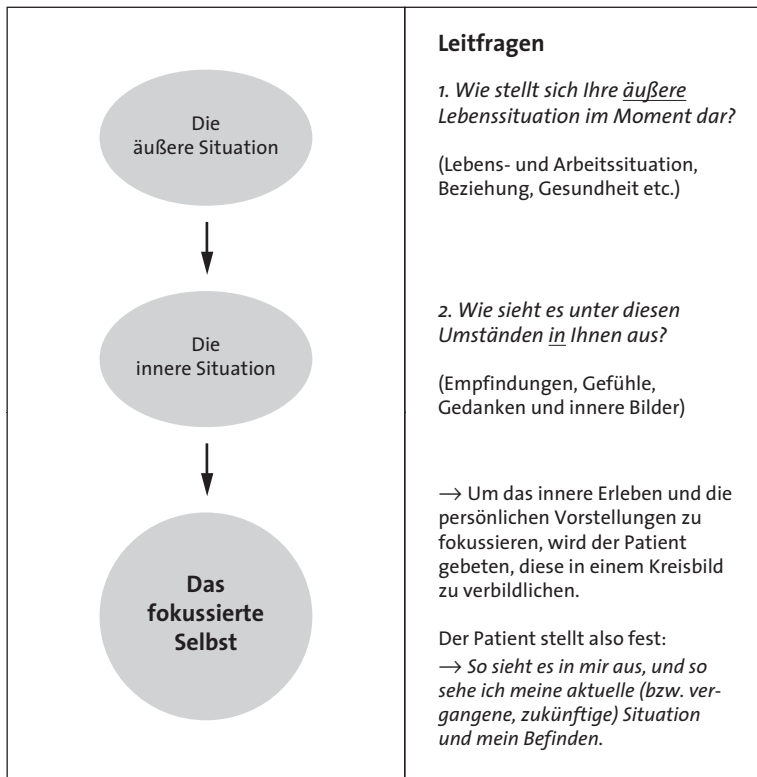 Die
äußere Situation
Die
innere Situation
Das
fokussierte
Selbst
Leitfragen
1. Wie stellt sich Ihre äußere
Lebenssituation im Moment dar?
(Lebens- und Arbeitssituation,
Beziehung, Gesundheit etc.)
2. Wie sieht es unter diesen
Umständen in Ihnen aus?
(Empfindungen, Gefühle,
Gedanken und innere Bilder)
→ Um das innere Erleben und die
persönlichen Vorstellungen zu
fokussieren, wird der Patient
gebeten, diese in einem Kreisbild
zu verbildlichen.
Der Patient stellt also fest:
→ So sieht es in mir aus, und so
sehe ich meine aktuelle (bzw. ver-
gangene, zukünftige) Situation
und mein Befinden.